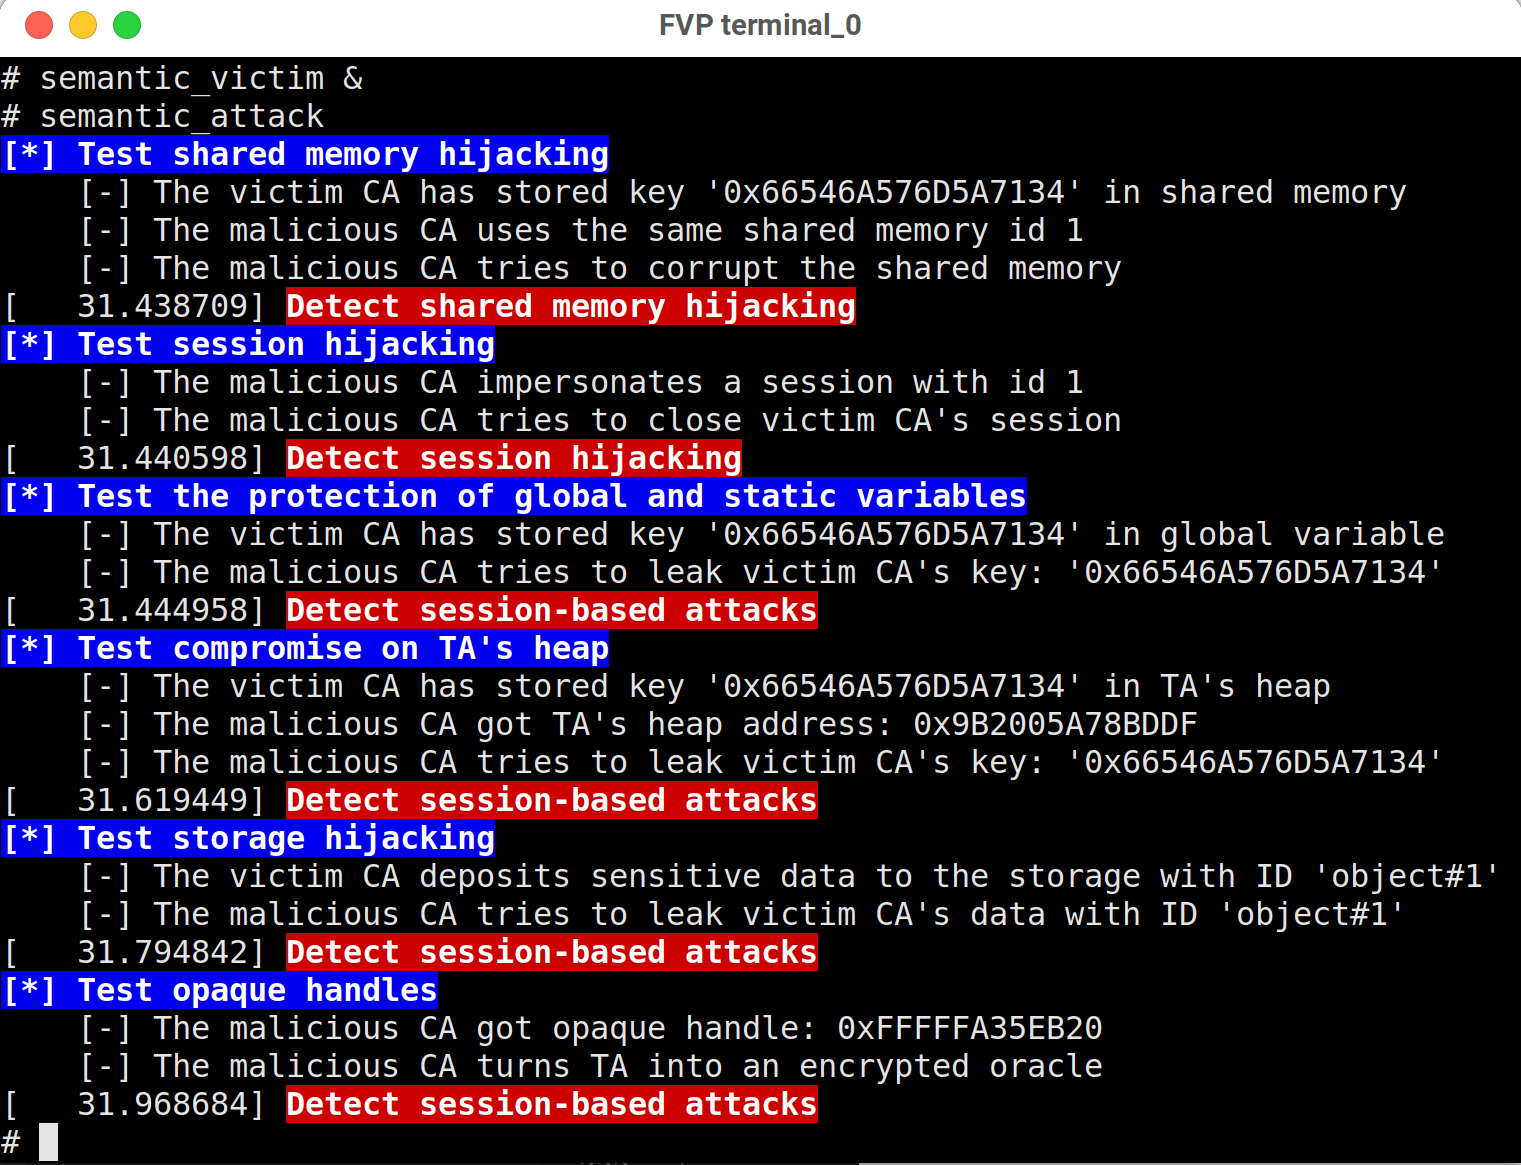 FVP terminal_0
# semantic_victim &
# semantic_attack
[*] Test shared memory hijacking
[-] The victim CA has stored key '0x66546A576D5A7134' in shared memory
[-] The malicious CA uses the same shared memory id 1
[-] The malicious CA tries to corrupt the shared memory
[   31.438709] Detect shared memory hijacking
[*] Test session hijacking
[-] The malicious CA impersonates a session with id 1
[-] The malicious CA tries to close victim CA's session
[   31.440598] Detect session hijacking
[*] Test the protection of global and static variables
[-] The victim CA has stored key '0x66546A576D5A7134' in global variable
[-] The malicious CA tries to leak victim CA's key: '0x66546A576D5A7134'
[   31.444958] Detect session-based attacks
[*] Test compromise on TA's heap
[-] The victim CA has stored key '0x66546A576D5A7134' in TA's heap
[-] The malicious CA got TA's heap address: 0x9B2005A78BDDF
[-] The malicious CA tries to leak victim CA's key: '0x66546A576D5A7134'
[   31.619449] Detect session-based attacks
[*] Test storage hijacking
[-] The victim CA deposits sensitive data to the storage with ID 'object#1'
[-] The malicious CA tries to leak victim CA's data with ID 'object#1'
[   31.794842] Detect session-based attacks
[*] Test opaque handles
[-] The malicious CA got opaque handle: 0xFFFFFA35EB20
[-] The malicious CA turns TA into an encrypted oracle
[   31.968684] Detect session-based attacks
#